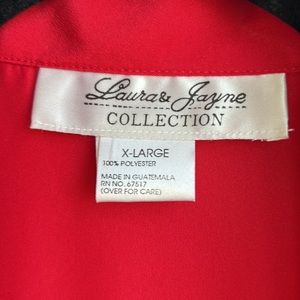 Laura & Jayne
COLLECTION
X-LARGE
100% POLYESTER
MADE IN GUATEMALA
RN NO. 67517
(OVER FOR CARE)